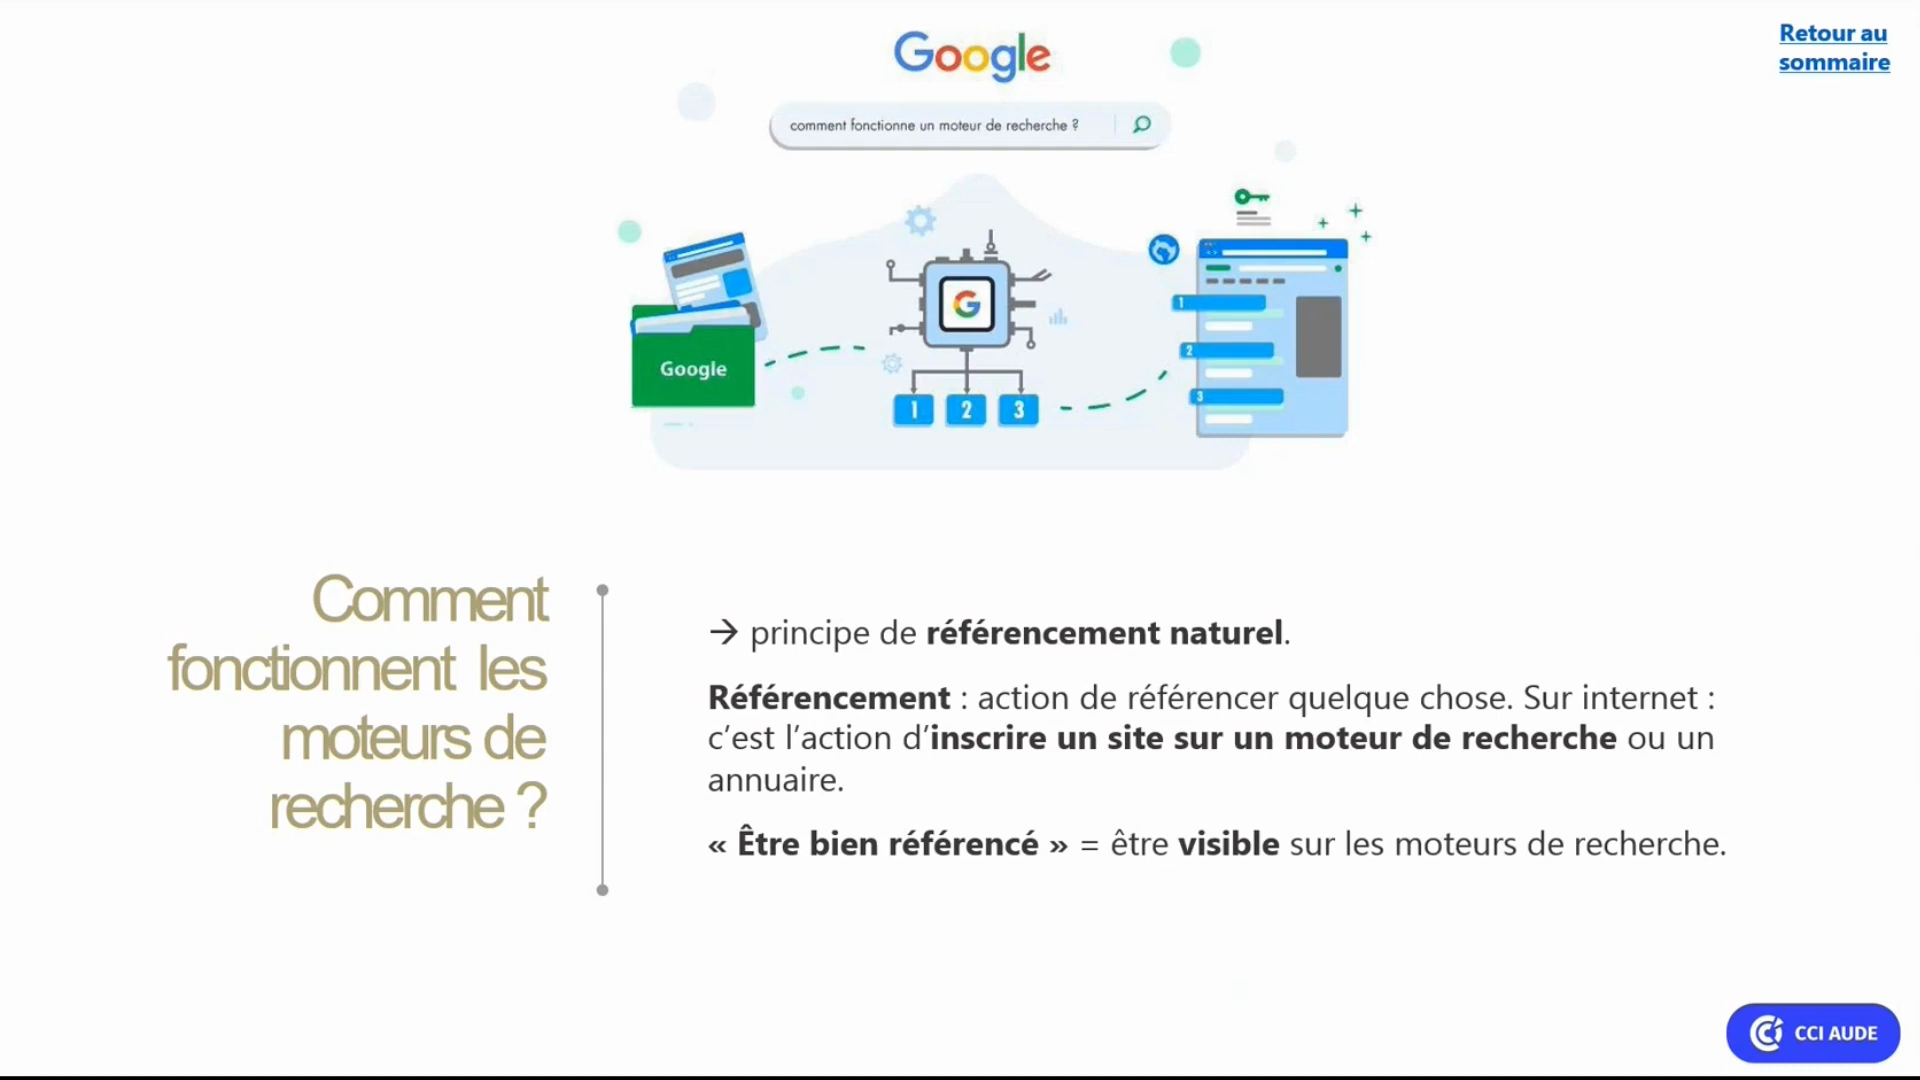 Google
Retour au
sommaire
comment fonctionne un moteur de recherche ?
Google
G
1 2 3
1
2
3
Comment
fonctionnent les
moteurs de
recherche ?
→ principe de référencement naturel.
Référencement : action de référencer quelque chose. Sur internet :
c’est l’action d’inscrire un site sur un moteur de recherche ou un
annuaire.
« Être bien référencé » = être visible sur les moteurs de recherche.
CCI AUDE